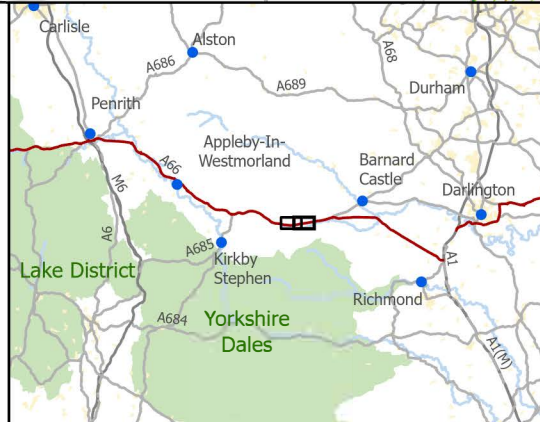 Carlisle
Alston
A68
A686
A689
Durham
Penrith
Appleby-In-
Westmorland
Barnard
Castle
A66
Darlington
M6
A6
A685
Kirkby
Stephen
A1
Lake District
Richmond
A684
Yorkshire
Dales
A1(M)